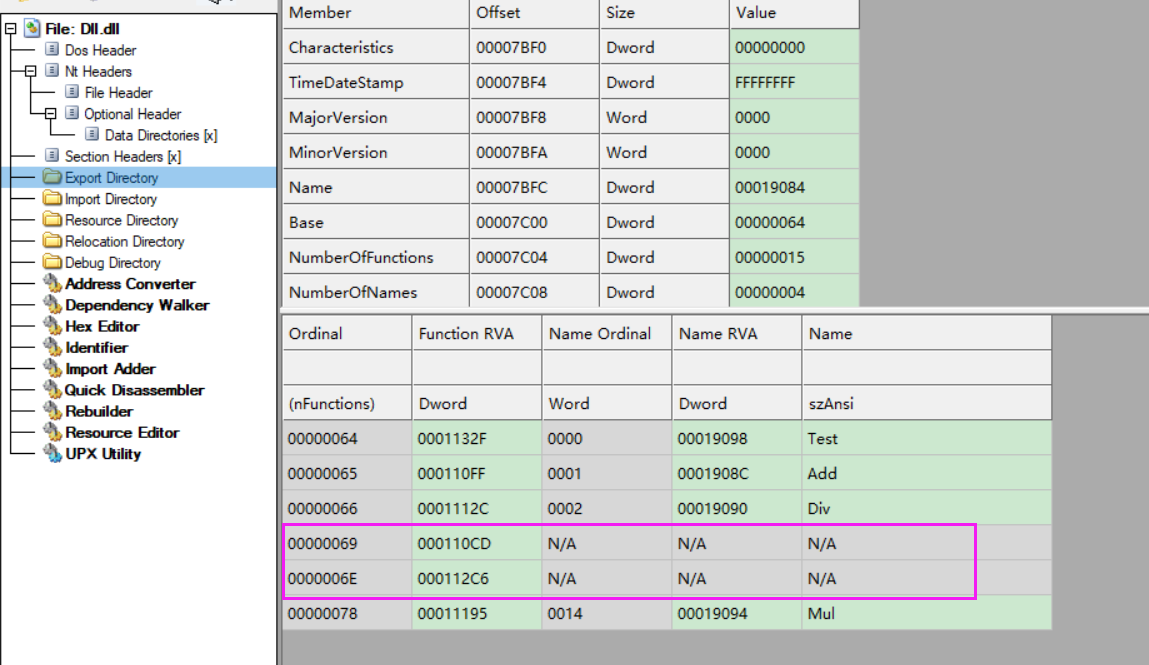 File: Dll.dll
Dos Header
Nt Headers
File Header
Optional Header
Data Directories [x]
Section Headers [x]
Export Directory
Import Directory
Resource Directory
Relocation Directory
Debug Directory
Address Converter
Dependency Walker
Hex Editor
Identifier
Import Adder
Quick Disassembler
Rebuilder
Resource Editor
UPX Utility
Member Offset Size Value
Characteristics 00007BF0 Dword 00000000
TimeDateStamp 00007BF4 Dword FFFFFFFF
MajorVersion 00007BF8 Word 0000
MinorVersion 00007BFA Word 0000
Name 00007BFC Dword 00019084
Base 00007C00 Dword 00000064
NumberOfFunctions 00007C04 Dword 00000015
NumberOfNames 00007C08 Dword 00000004
Ordinal Function RVA Name Ordinal Name RVA Name
(nFunctions) Dword Word Dword szAnsi
00000064 0001132F 0000 00019098 Test
00000065 000110FF 0001 0001908C Add
00000066 0001112C 0002 00019090 Div
00000069 000110CD N/A N/A N/A
0000006E 000112C6 N/A N/A N/A
00000078 00011195 0014 00019094 Mul